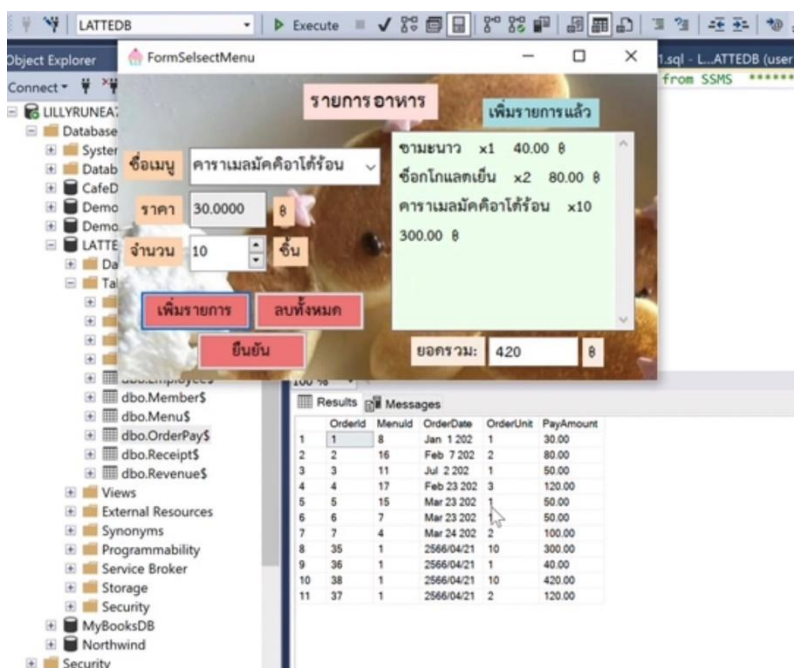 LATTEDB
Execute
Object Explorer
FormSelsectMenu
1.sql - L...ATTEDB (user
Connect
from SSMS ******
LILLYRUNEA
Database
Syster
Datab
CafeD
Demo
Demo
LATTE
Da
Ta
รายการอาหาร
เพิ่มรายการแล้ว
ชื่อเมนู
คาราเมลมัคคิอาโต้ร้อน
ราคา
30.0000
฿
จำนวน
10
ชิ้น
ชามะนาว x1 40.00 ฿
ช็อกโกแลตเย็น x2 80.00 ฿
คาราเมลมัคคิอาโต้ร้อน x10
300.00 ฿
เพิ่มรายการ
ลบทั้งหมด
ยืนยัน
ยอดรวม:
420
฿
dbo.Employee$
dbo.Member$
dbo.Menu$
dbo.OrderPay$
dbo.Receipt$
dbo.Revenue$
Views
External Resources
Synonyms
Programmability
Service Broker
Storage
Security
MyBooksDB
Northwind
Security
100 %
Results
Messages
OrderId MenuId OrderDate OrderUnit PayAmount
1 1 8 Jan 1 202 1 30.00
2 2 16 Feb 7 202 2 80.00
3 3 11 Jul 2 202 1 50.00
4 4 17 Feb 23 202 3 120.00
5 5 15 Mar 23 202 1 50.00
6 6 7 Mar 23 202 1 50.00
7 7 4 Mar 24 202 2 100.00
8 35 1 2566/04/21 10 300.00
9 36 1 2566/04/21 1 40.00
10 38 1 2566/04/21 10 420.00
11 37 1 2566/04/21 2 120.00